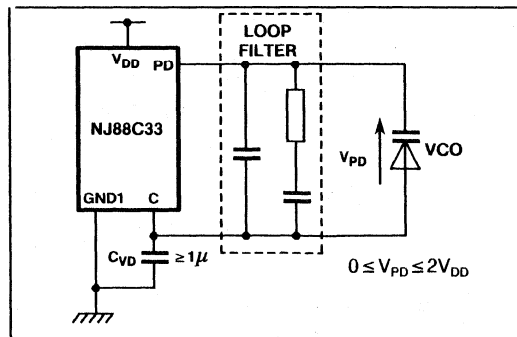 LOOP
FILTER
VDD
PD
NJ88C33
VPD
VCO
GND1
C
CVD
≥1µ
0≤VPD≤2VDD